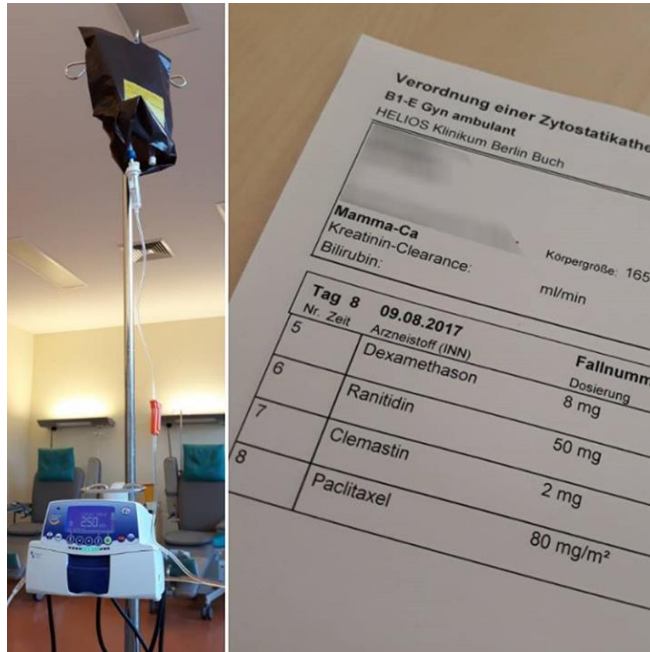 250
Verordnung einer
B1-E Gyn ambulant
HELIOS Klinikum Berlin Buch
Mamma-Ca
Kreatinin-Clearance:
Bilirubin:
Körpergröße: 165
ml/min
Tag 8 09.08.2017 Fallnumm
Nr. Zeit Arzneistoff (INN) Dosierung
5 Dexamethason 8 mg
6 Ranitidin 50 mg
7 Clemastin 2 mg
8 Paclitaxel 80 mg/m²